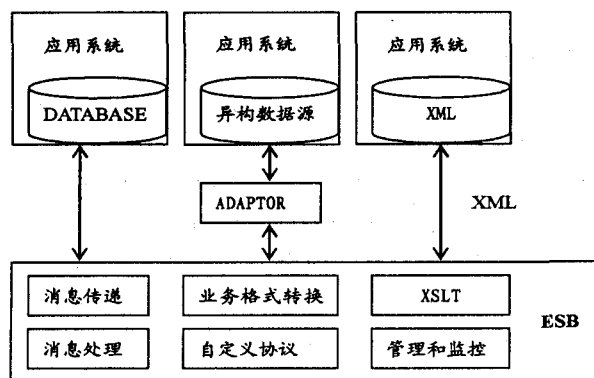 应用系统 应用系统 应用系统
DATABASE 异构数据源 XML
ADAPTOR
XML
消息传递 业务格式转换 XSLT
ESB
消息处理 自定义协议 管理和监控